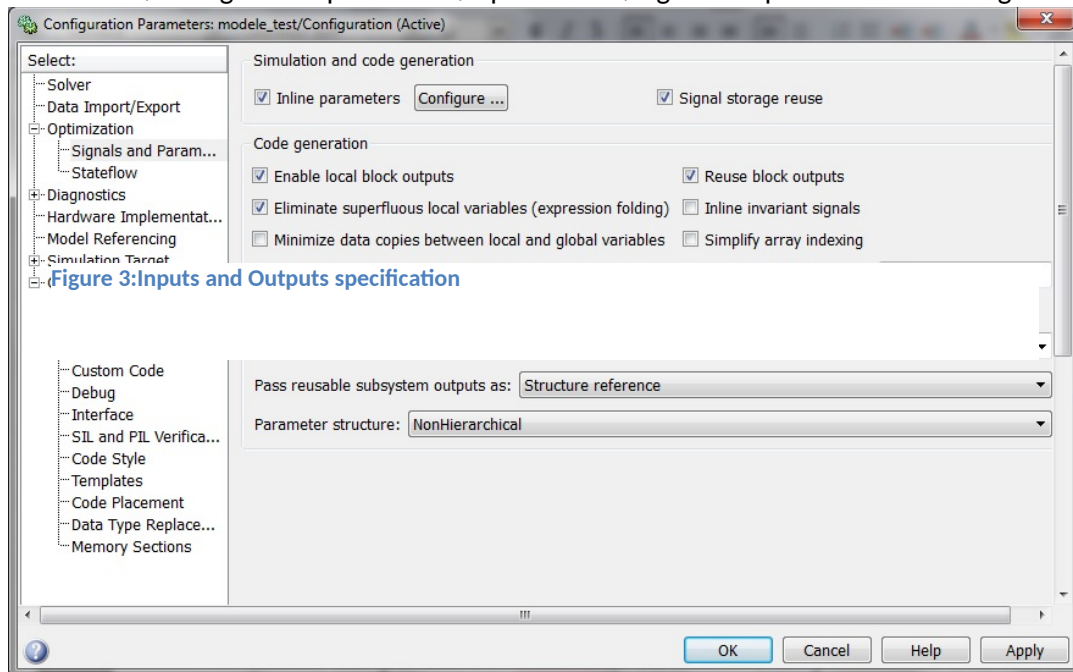 Configuration Parameters: modele_test/Configuration (Active)
Select:
Solver
Data Import/Export
Optimization
Signals and Param...
Stateflow
Diagnostics
Hardware Implementat...
Model Referencing
Simulation Target
Custom Code
Debug
Interface
SIL and PIL Verifica...
Code Style
Templates
Code Placement
Data Type Replace...
Memory Sections
Simulation and code generation
Inline parameters Configure ... Signal storage reuse
Code generation
Enable local block outputs Reuse block outputs
Eliminate superfluous local variables (expression folding) Inline invariant signals
Minimize data copies between local and global variables Simplify array indexing
Figure 3:Inputs and Outputs specification
Pass reusable subsystem outputs as: Structure reference
Parameter structure: NonHierarchical
OK Cancel Help Apply